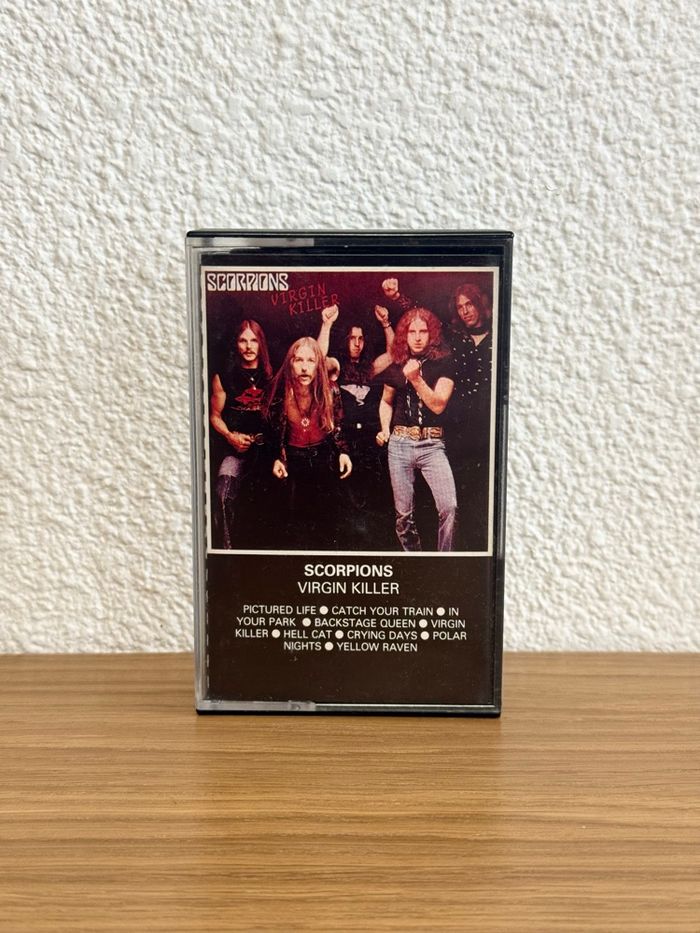 SCORPIONS
VIRGIN
KILLER
SCORPIONS
VIRGIN KILLER
PICTURED LIFE ● CATCH YOUR TRAIN ● IN
YOUR PARK ● BACKSTAGE QUEEN ● VIRGIN
KILLER ● HELL CAT ● CRYING DAYS ● POLAR
NIGHTS ● YELLOW RAVEN